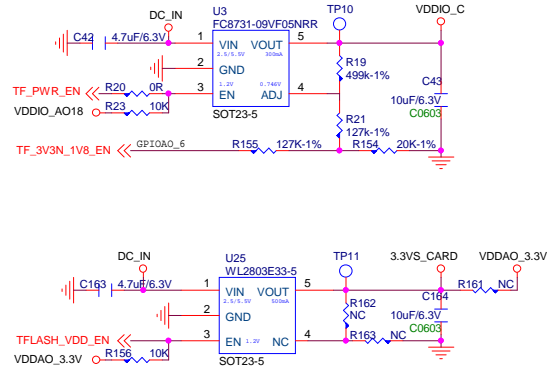 DC_IN
U3
FC8731-09VF05NRR
TP10
VDDIO_C
C42
4.7uF/6.3V
1
VIN
VOUT
5
2.5/5.5V
300mA
2
GND
R19
499k-1%
TF_PWR_EN
R20
0R
3
1.2V
EN
0.746V
ADJ
4
C43
10uF/6.3V
C0603
VDDIO_AO18
R23
10K
SOT23-5
R21
127k-1%
TF_3V3N_1V8_EN
GPIOAO_6
R155
127K-1%
R154
20K-1%
DC_IN
U25
WL2803E33-5
TP11
3.3VS_CARD
VDDAO_3.3V
C163
4.7uF/6.3V
1
VIN
VOUT
5
2.5/5.5V
500mA
R161
NC
2
GND
R162
NC
C164
10uF/6.3V
C0603
TFLASH_VDD_EN
3
EN
1.2V
NC
4
R163
NC
VDDAO_3.3V
R156
10K
SOT23-5